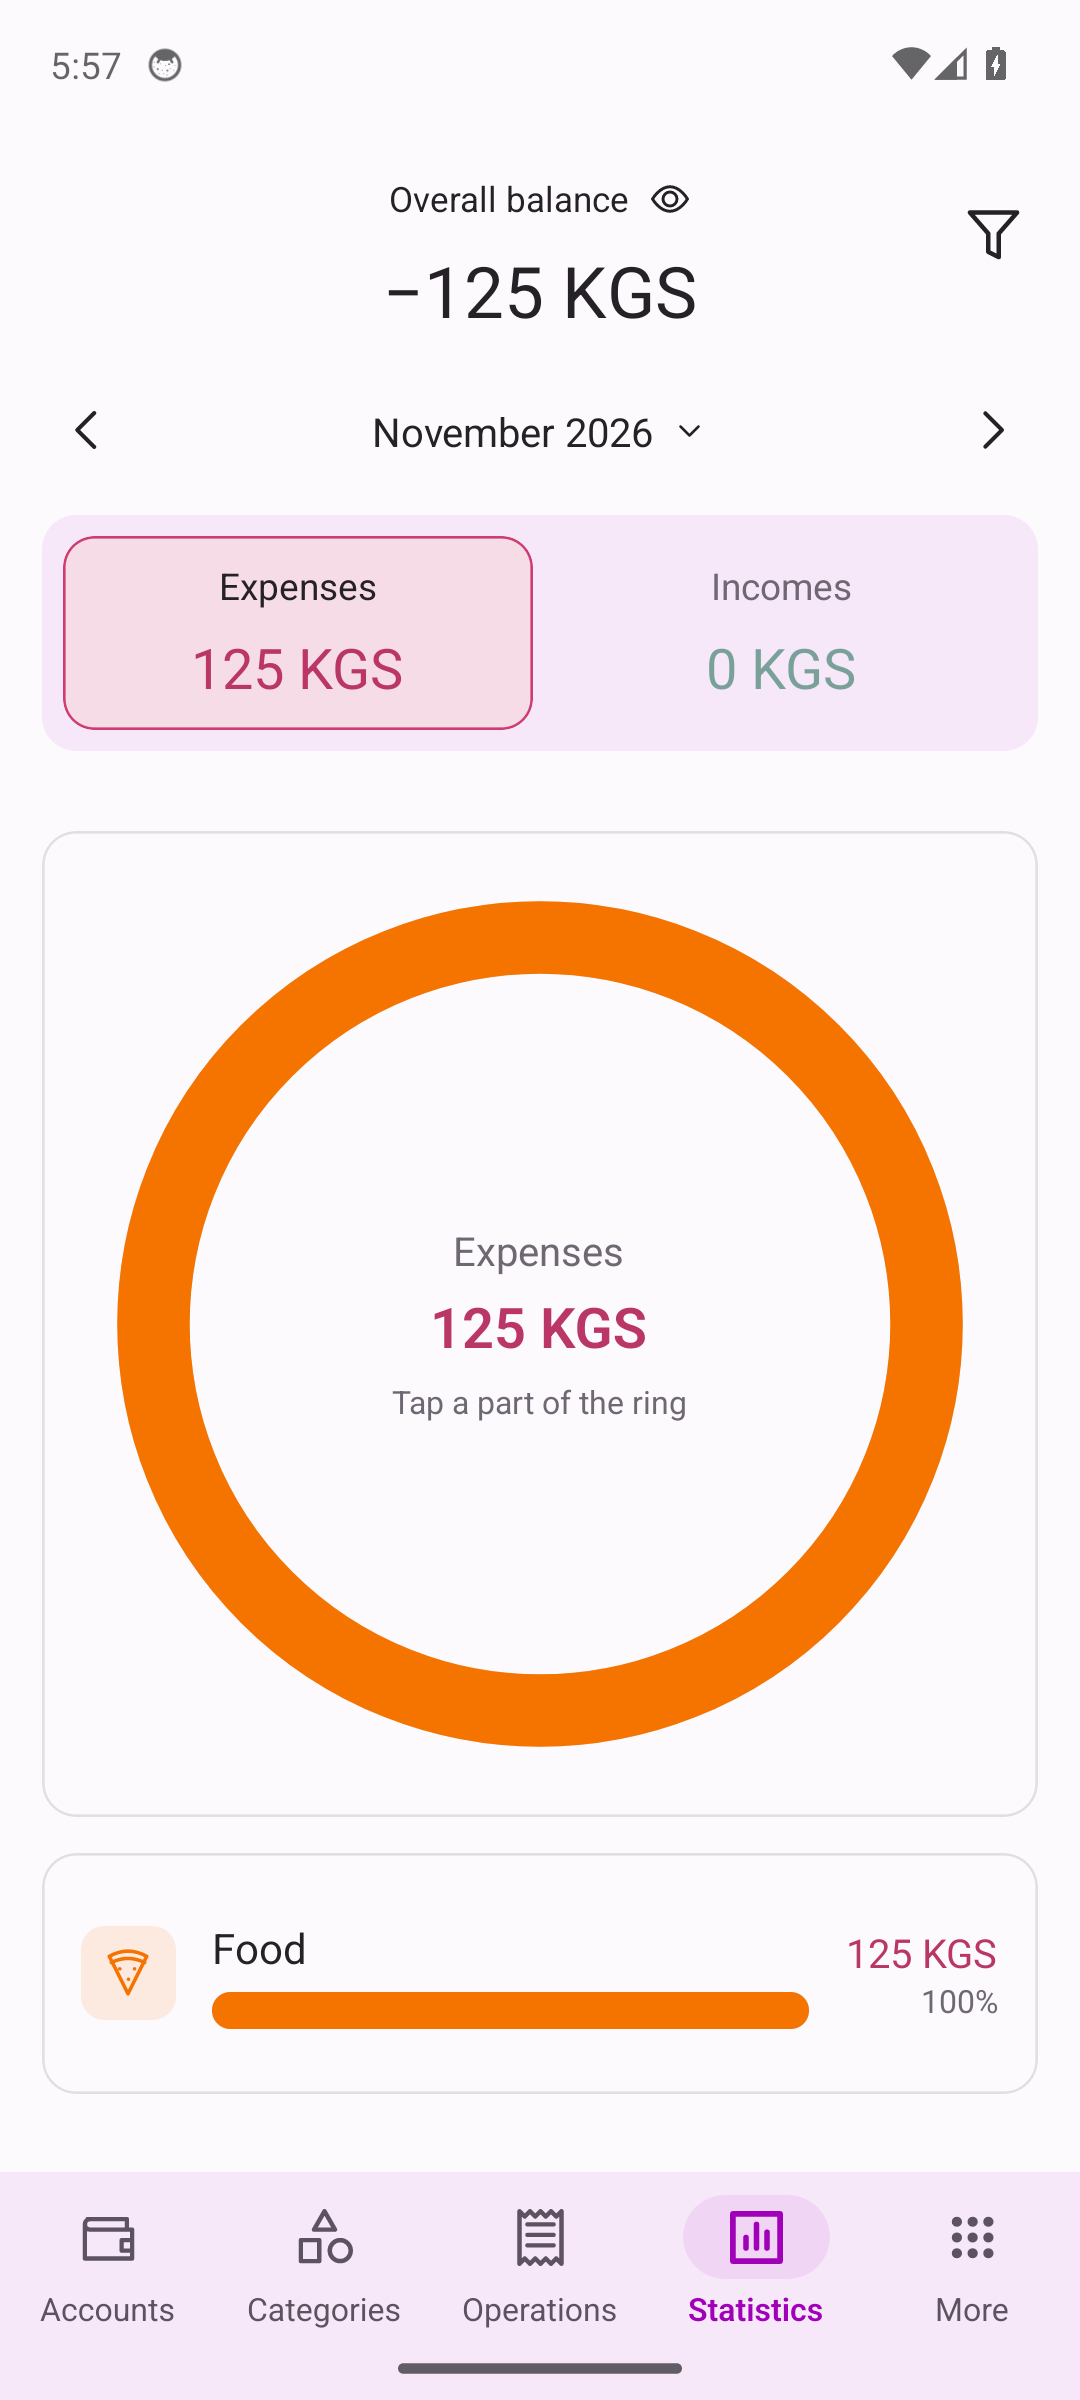 5:57
Overall balance
−125 KGS
November 2026
Expenses
125 KGS
Incomes
0 KGS
Expenses
125 KGS
Tap a part of the ring
Food
125 KGS
100%
Accounts
Categories
Operations
Statistics
More